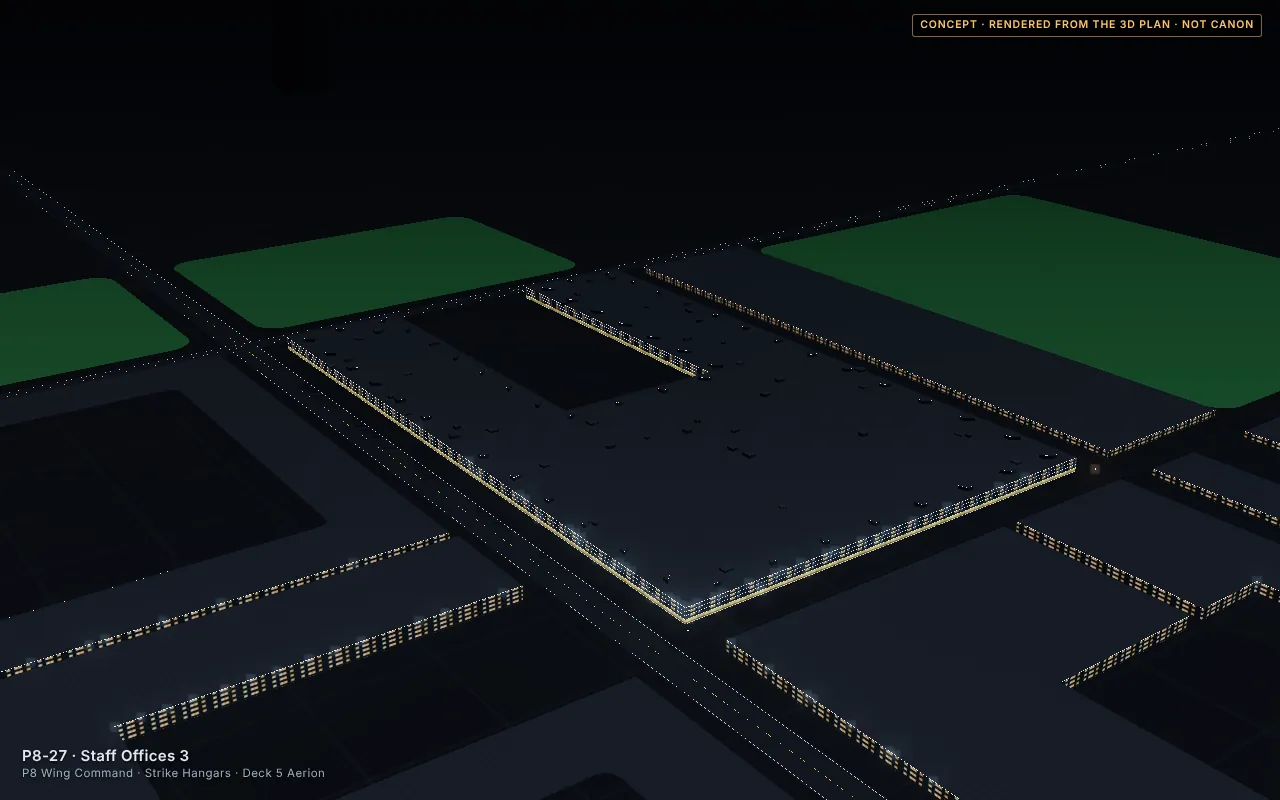 CONCEPT · RENDERED FROM THE 3D PLAN · NOT CANON
P8-27 · Staff Offices 3
P8 Wing Command · Strike Hangars · Deck 5 Aerion